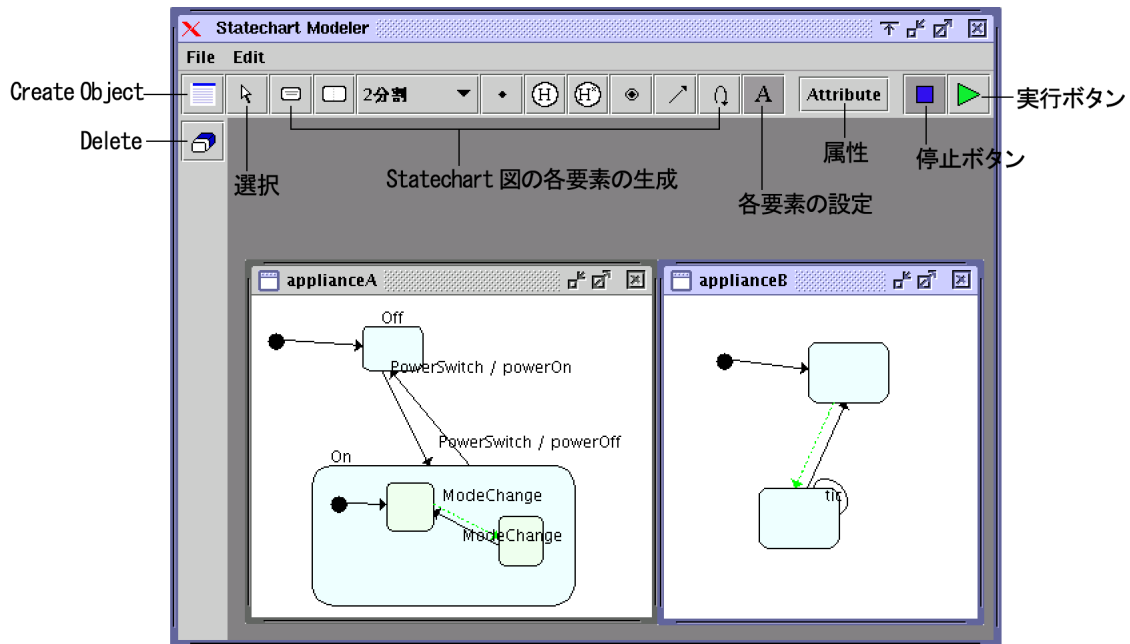 Statechart Modeler
File Edit
Create Object
2分割
H
H*
A
Attribute
実行ボタン
Delete
選択
Statechart 図の各要素の生成
属性
停止ボタン
各要素の設定
applianceA
applianceB
Off
PowerSwitch / powerOn
PowerSwitch / powerOff
On
ModeChange
ModeChange
tic